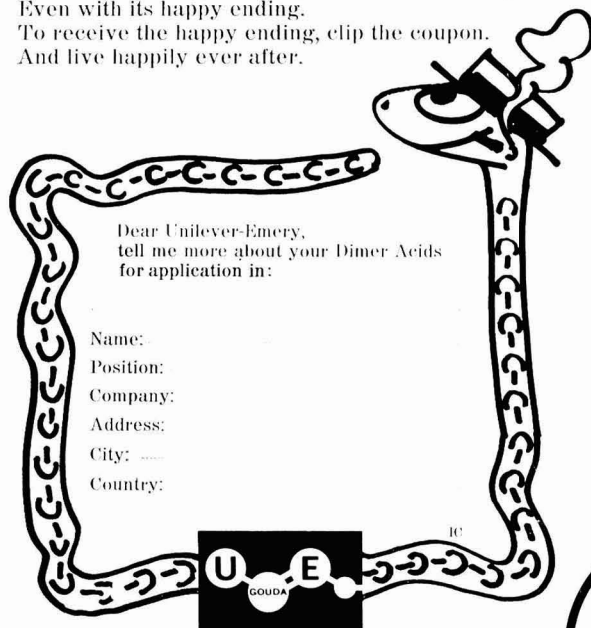 Even with its happy ending.
To receive the happy ending, clip the coupon.
And live happily ever after.
Dear Unilever-Emery,
tell me more about your Dimer Acids
for application in:
Name:
Position:
Company:
Address:
City:
Country:
IC
U E
GOUDA